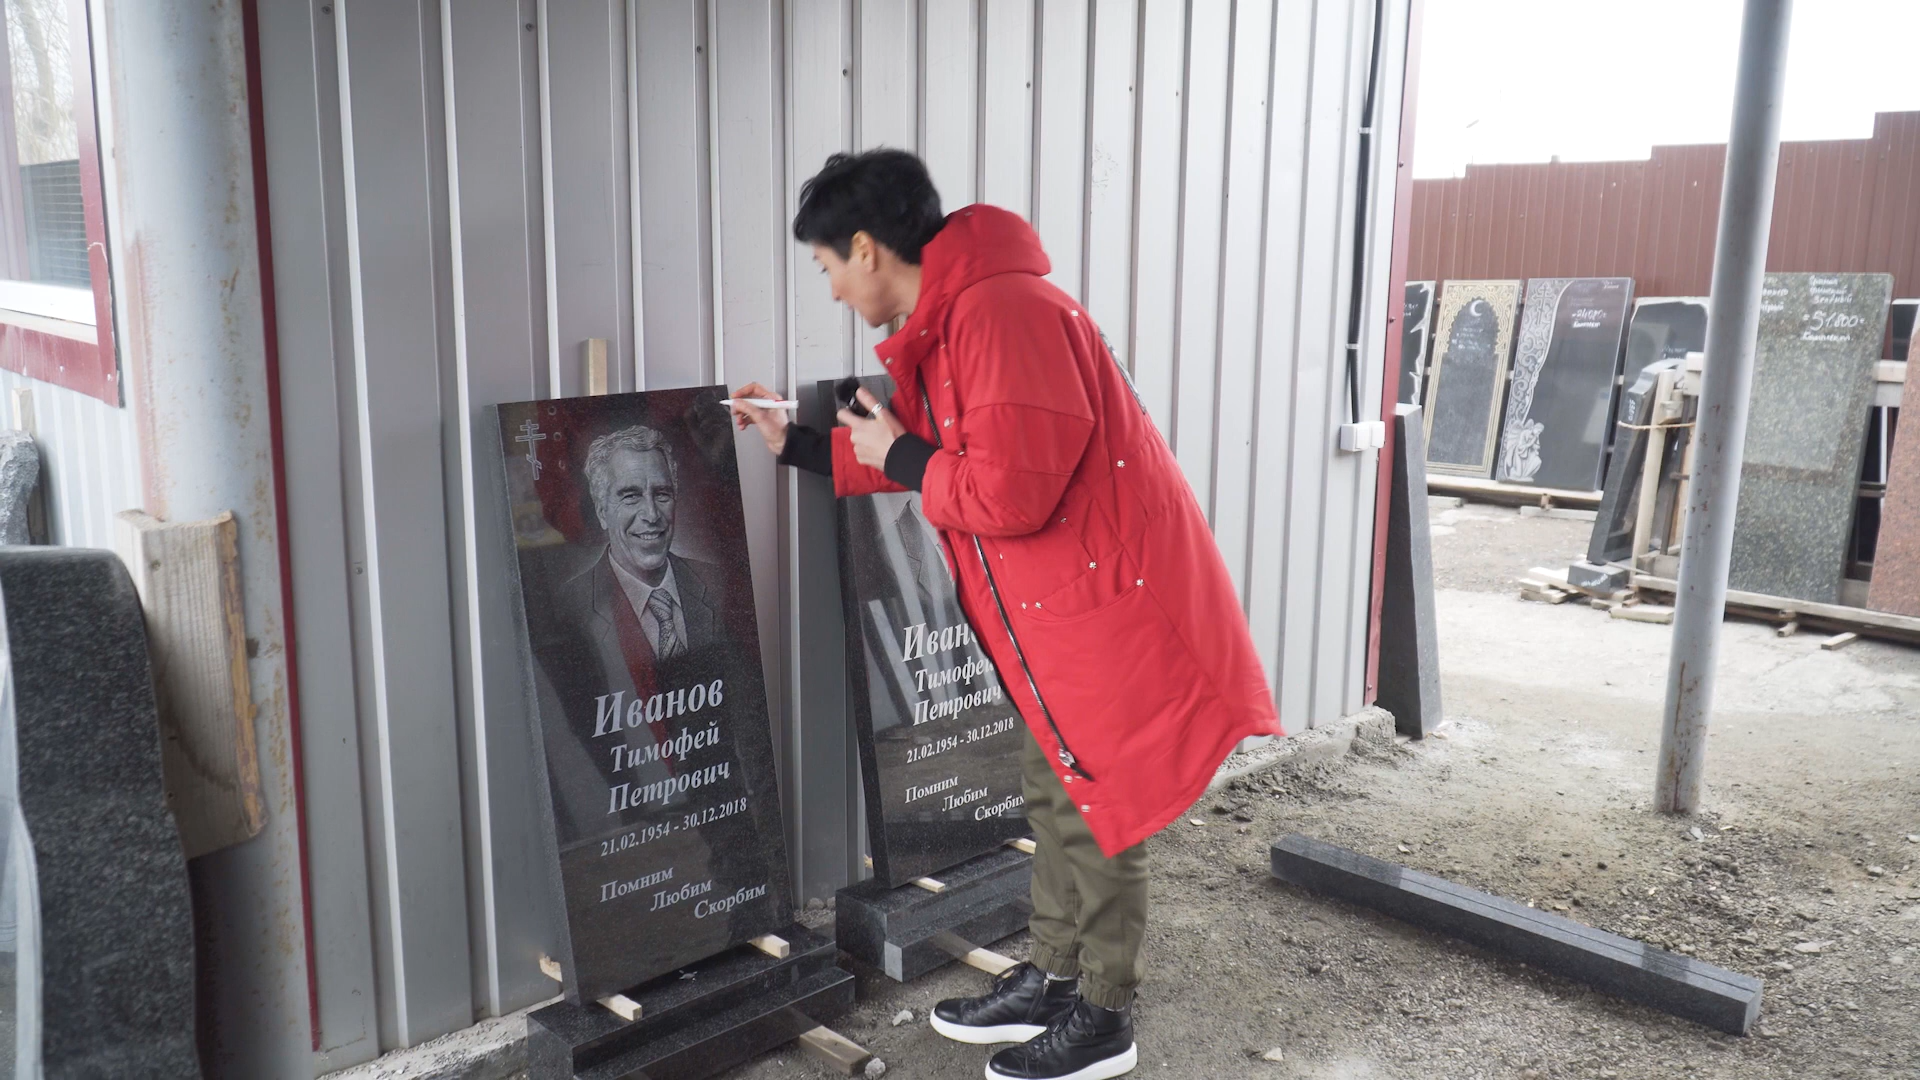 Иванов
Тимофей
Петрович
21.02.1954 - 30.12.2018
Помним
Любим
Скорбим
Иванов
Тимофей
Петрович
21.02.1954 - 30.12.2018
Помним
Любим
Скорбим
51800